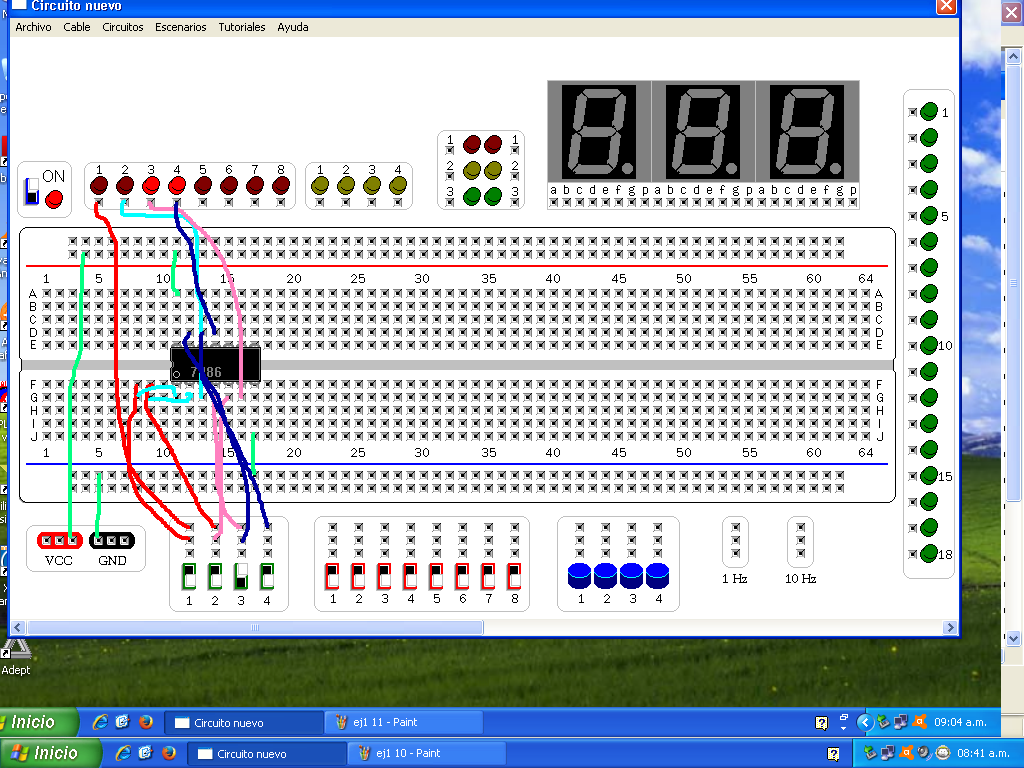 Circuito nuevo
Archivo Cable Circuitos Escenarios Tutoriales Ayuda
ON
1 2 3 4 5 6 7 8
1 2 3 4
1 1
2 2
3 3
a b c d e f g p a b c d e f g p a b c d e f g p
1
5
10
15
18
1 5 10 15 20 25 30 35 40 45 50 55 60 64
A A
B B
C C
D D
E E
7486
F F
G G
H H
I I
J J
1 5 10 15 20 25 30 35 40 45 50 55 60 64
VCC GND
1 2 3 4
1 2 3 4 5 6 7 8
1 2 3 4
1 Hz
10 Hz
Adept
Inicio Circuito nuevo ej1 11 - Paint ? 09:04 a.m.
Inicio Circuito nuevo ej1 10 - Paint ? 08:41 a.m.